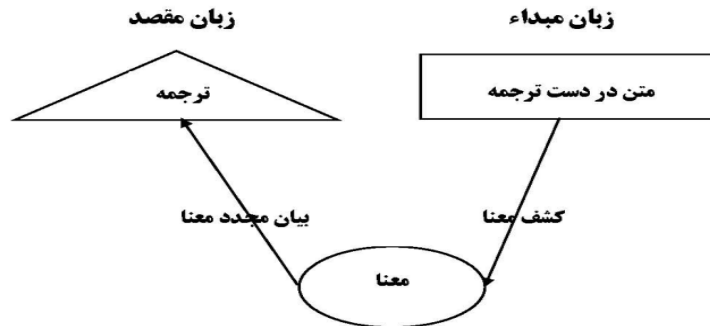 زبان مبداء
زبان مقصد
متن در دست ترجمه
ترجمه
کشف معنا
بیان مجدد معنا
معنا